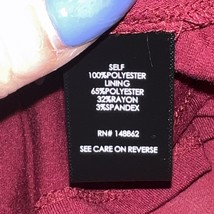 SELF
100%POLYESTER
LINING
65%POLYESTER
32%RAYON
3%SPANDEX
RN# 148862
SEE CARE ON REVERSE